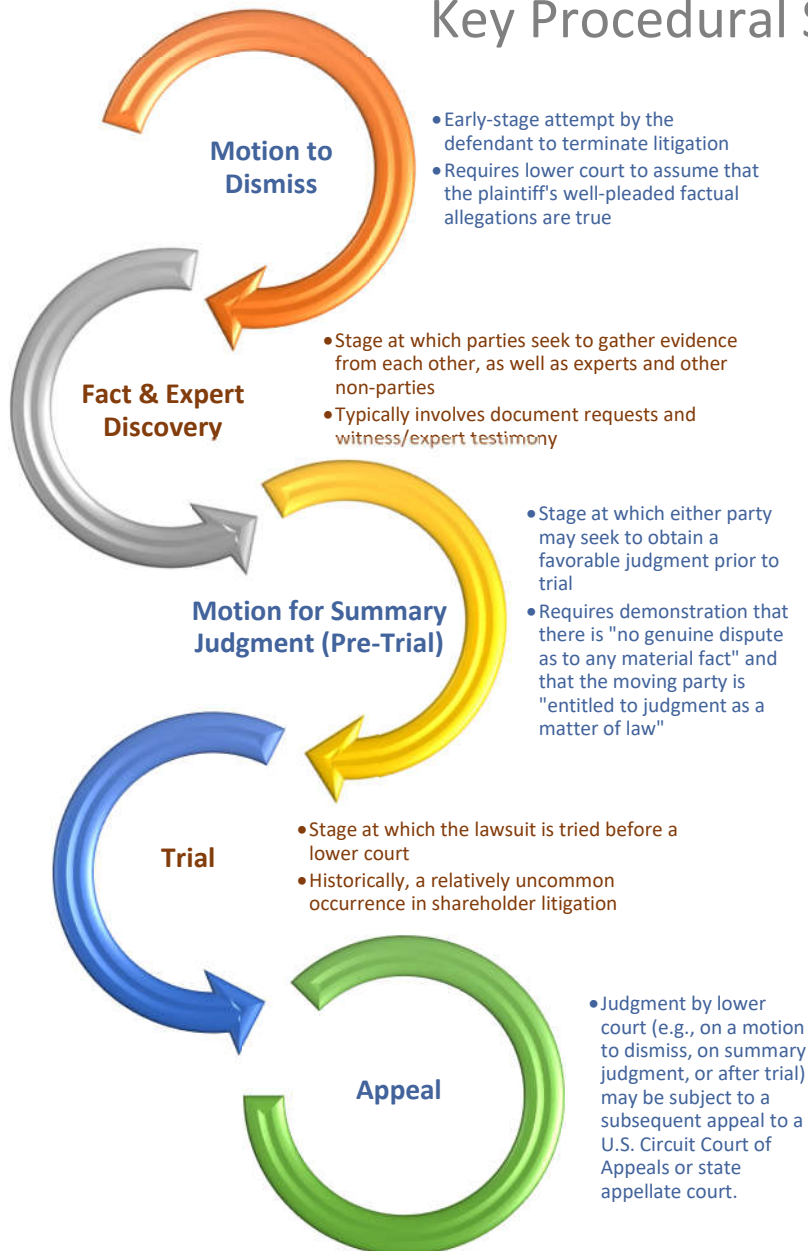 Key Procedural S
Motion to
Dismiss
• Early-stage attempt by the
defendant to terminate litigation
• Requires lower court to assume that
the plaintiff's well-pleaded factual
allegations are true
Fact & Expert
Discovery
• Stage at which parties seek to gather evidence
from each other, as well as experts and other
non-parties
• Typically involves document requests and
witness/expert testimony
Motion for Summary
Judgment (Pre-Trial)
• Stage at which either party
may seek to obtain a
favorable judgment prior to
trial
• Requires demonstration that
there is "no genuine dispute
as to any material fact" and
that the moving party is
"entitled to judgment as a
matter of law"
Trial
• Stage at which the lawsuit is tried before a
lower court
• Historically, a relatively uncommon
occurrence in shareholder litigation
Appeal
• Judgment by lower
court (e.g., on a motion
to dismiss, on summary
judgment, or after trial)
may be subject to a
subsequent appeal to a
U.S. Circuit Court of
Appeals or state
appellate court.